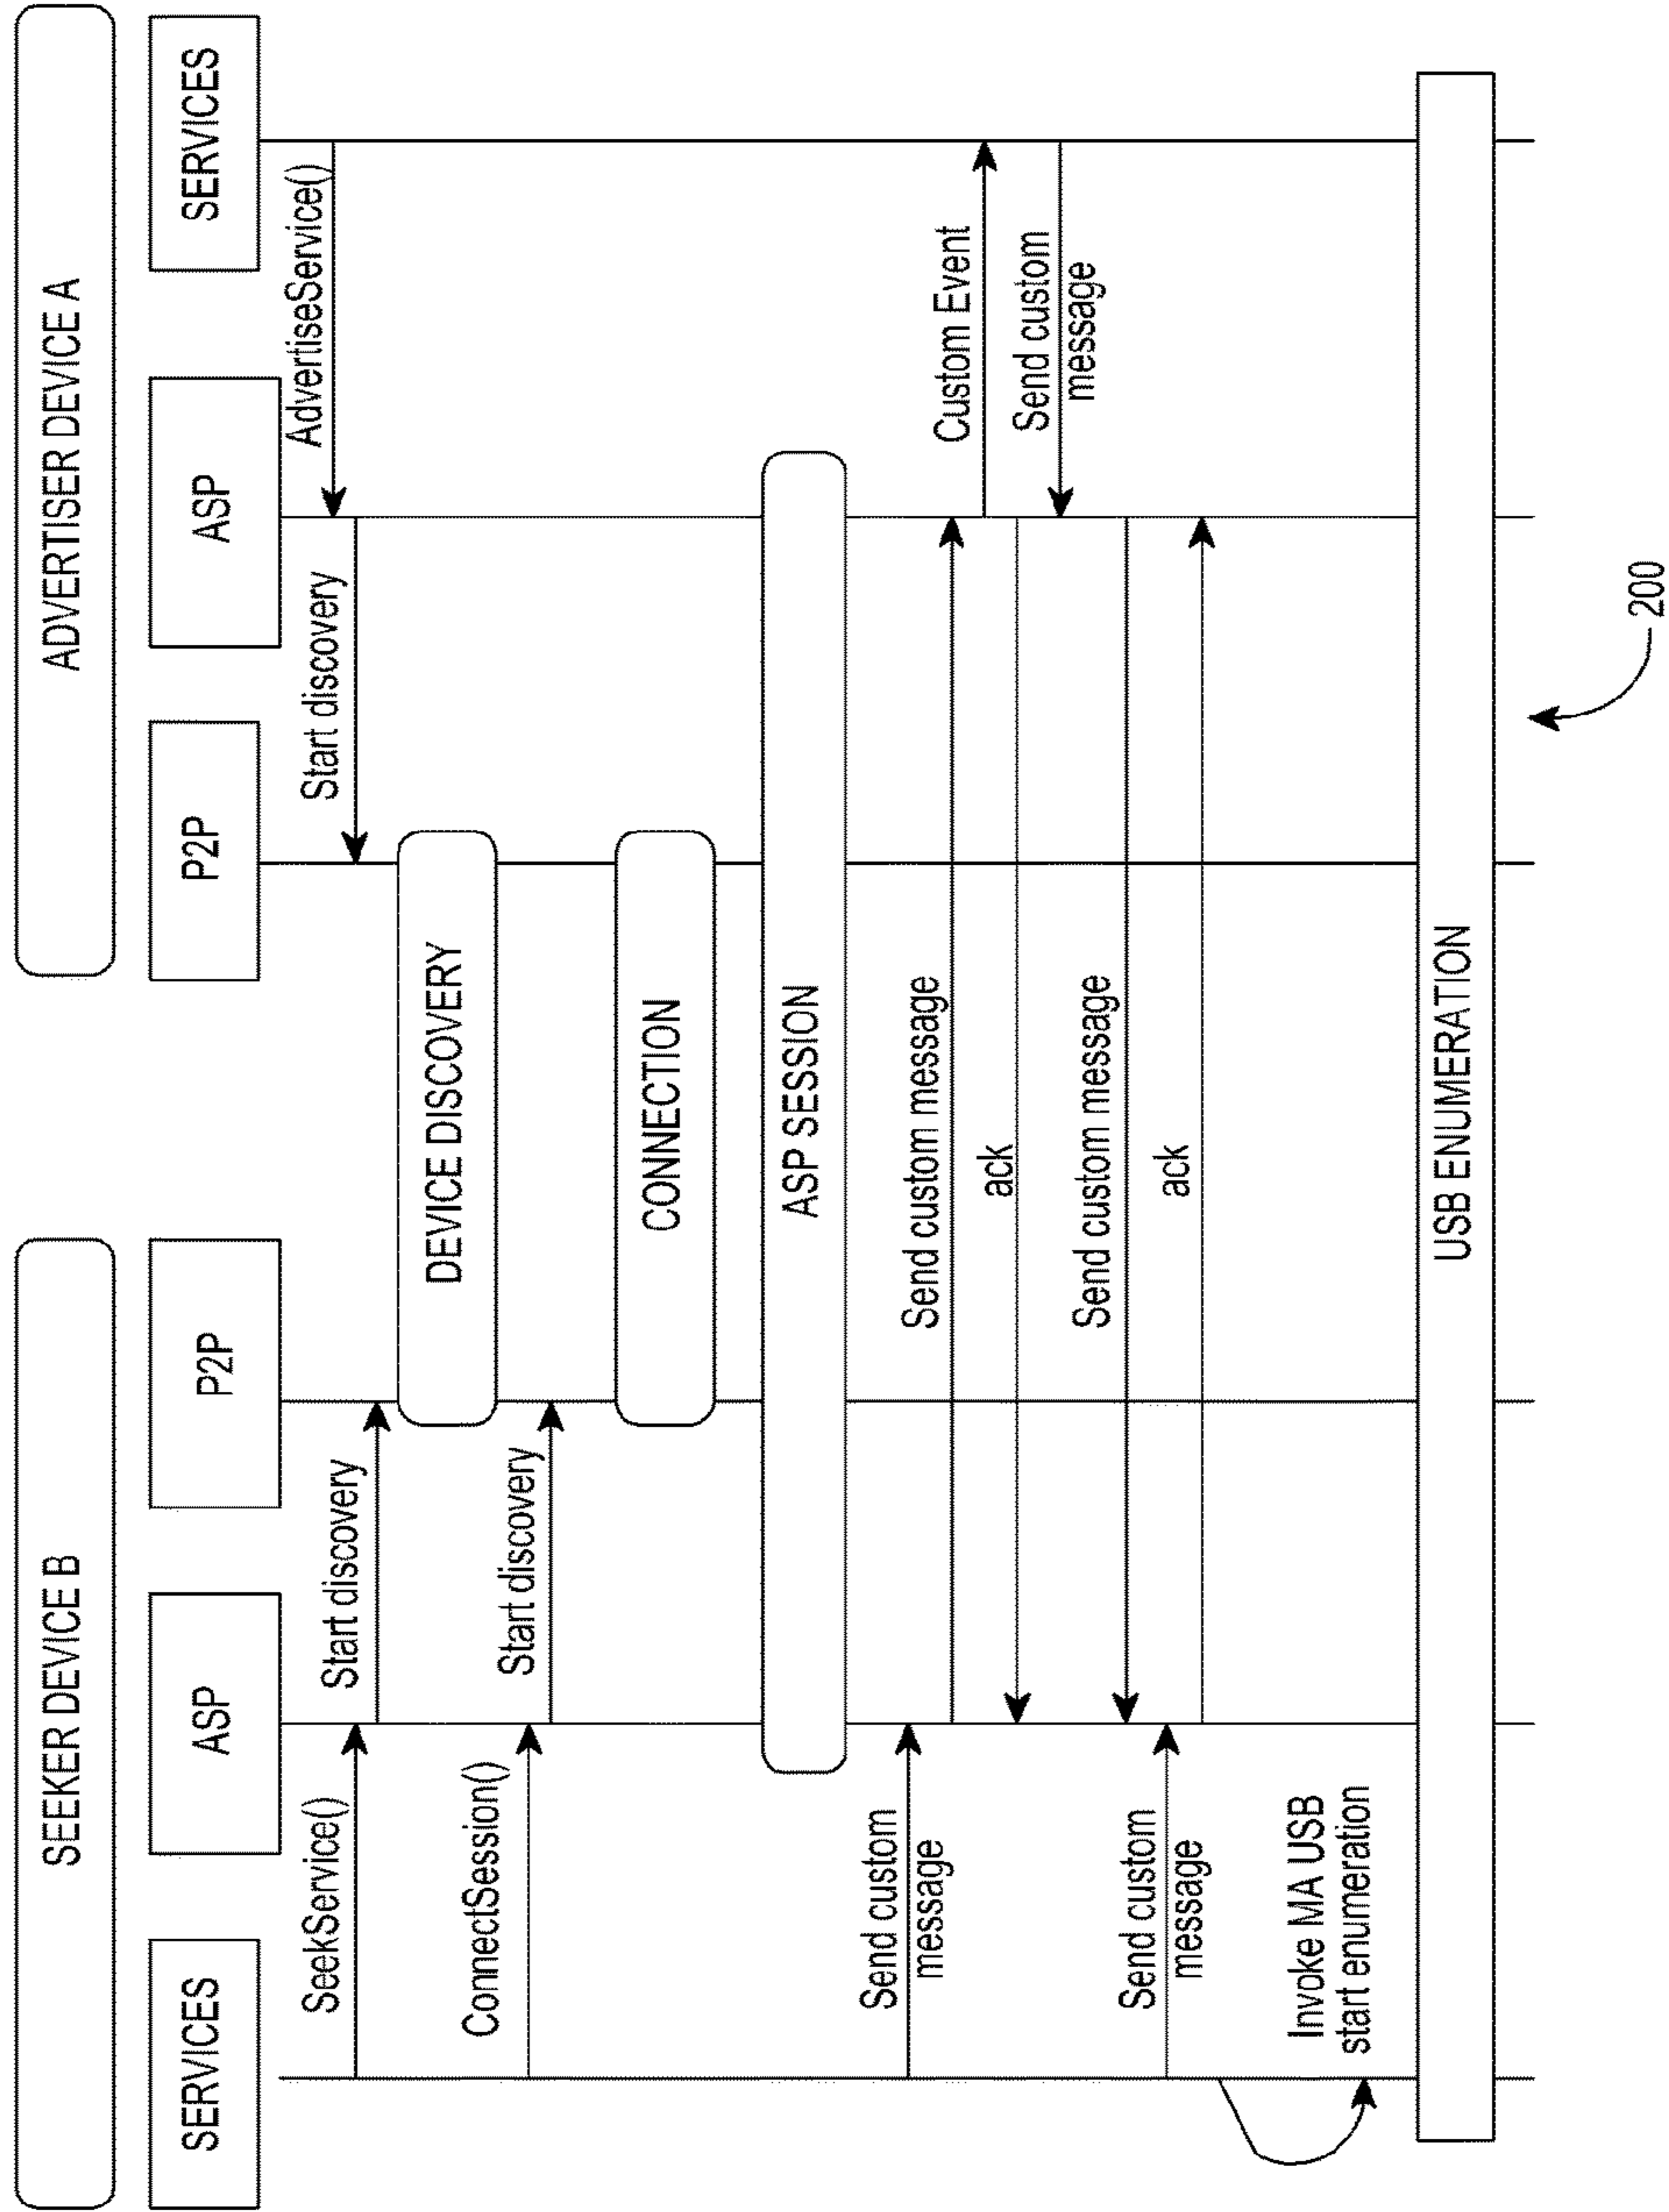 SEEKER DEVICE B
ADVERTISER DEVICE A
SERVICES
ASP
P2P
P2P
ASP
SERVICES
AdvertiseService()
SeekService()
Start discovery
Start discovery
ConnectSession()
Start discovery
DEVICE DISCOVERY
CONNECTION
ASP SESSION
Send custom
message
Send custom message
Custom Event
ack
Send custom
message
Send custom message
Send custom
message
ack
Invoke MA USB
start enumeration
USB ENUMERATION
200